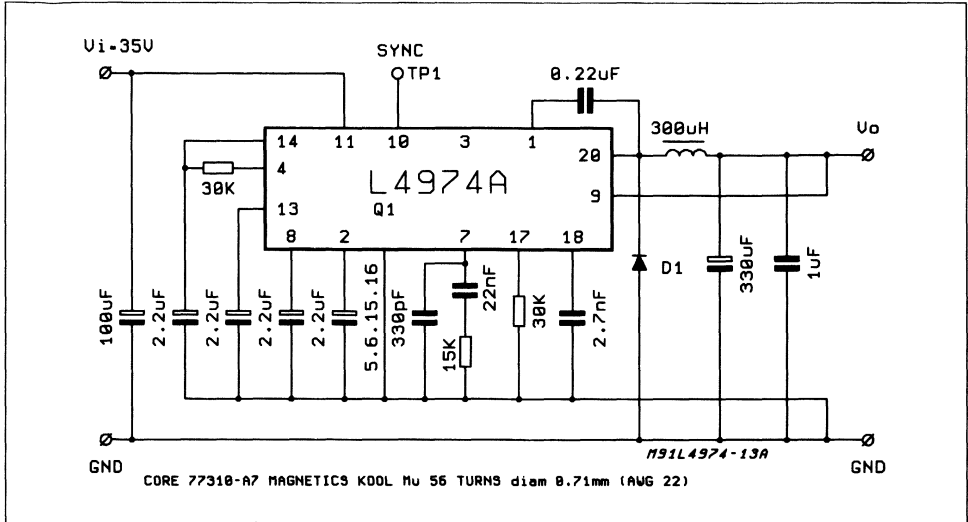 Vi-35V
SYNC
TP1
0.22uF
300uH
Vo
14
11
10
3
1
20
4
30K
L4974A
9
13
Q1
8
2
7
17
18
D1
100uF
2.2uF
2.2uF
2.2uF
2.2uF
5.6.15.16
330pF
22nF
15K
30K
2.7nF
330uF
1uF
M91L4974-13A
GND
GND
CORE 77310-A7 MAGNETICS KOOL Mu 56 TURNS diam 0.71mm (AWG 22)